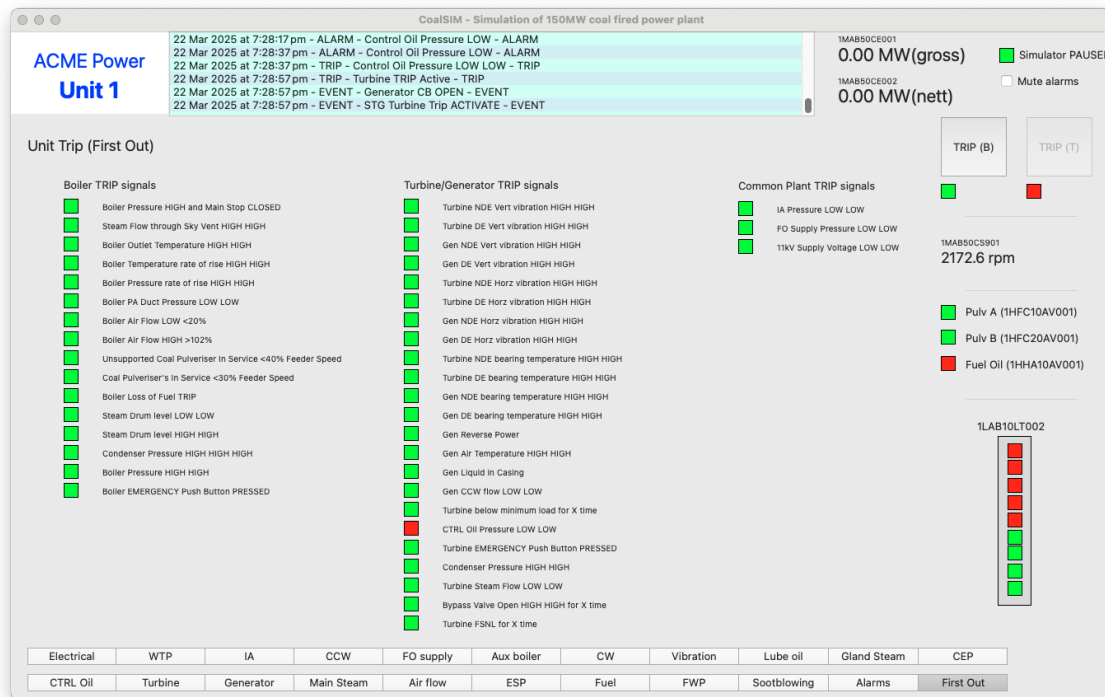 CoalSIM - Simulation of 150MW coal fired power plant
ACME Power
Unit 1
22 Mar 2025 at 7:28:17 pm - ALARM - Control Oil Pressure LOW - ALARM
22 Mar 2025 at 7:28:37 pm - ALARM - Control Oil Pressure LOW - ALARM
22 Mar 2025 at 7:28:37 pm - TRIP - Control Oil Pressure LOW LOW - TRIP
22 Mar 2025 at 7:28:57 pm - TRIP - Turbine TRIP Active - TRIP
22 Mar 2025 at 7:28:57 pm - EVENT - Generator CB OPEN - EVENT
22 Mar 2025 at 7:28:57 pm - EVENT - STG Turbine Trip ACTIVATE - EVENT
1MAB50CE001
0.00 MW(gross)
1MAB50CE002
0.00 MW(nett)
Simulator PAUSED
Mute alarms
Unit Trip (First Out)
TRIP (B)
TRIP (T)
Boiler TRIP signals
Boiler Pressure HIGH and Main Stop CLOSED
Steam Flow through Sky Vent HIGH HIGH
Boiler Outlet Temperature HIGH HIGH
Boiler Temperature rate of rise HIGH HIGH
Boiler Pressure rate of rise HIGH HIGH
Boiler PA Duct Pressure LOW LOW
Boiler Air Flow LOW <20%
Boiler Air Flow HIGH >102%
Unsupported Coal Pulveriser In Service <40% Feeder Speed
Coal Pulveriser's In Service <30% Feeder Speed
Boiler Loss of Fuel TRIP
Steam Drum level LOW LOW
Steam Drum level HIGH HIGH
Condenser Pressure HIGH HIGH HIGH
Boiler Pressure HIGH HIGH
Boiler EMERGENCY Push Button PRESSED
Turbine/Generator TRIP signals
Turbine NDE Vert vibration HIGH HIGH
Turbine DE Vert vibration HIGH HIGH
Gen NDE Vert vibration HIGH HIGH
Gen DE Vert vibration HIGH HIGH
Turbine NDE Horz vibration HIGH HIGH
Turbine DE Horz vibration HIGH HIGH
Gen NDE Horz vibration HIGH HIGH
Gen DE Horz vibration HIGH HIGH
Turbine NDE bearing temperature HIGH HIGH
Turbine DE bearing temperature HIGH HIGH
Gen NDE bearing temperature HIGH HIGH
Gen DE bearing temperature HIGH HIGH
Gen Reverse Power
Gen Air Temperature HIGH HIGH
Gen Liquid in Casing
Gen CCW flow LOW LOW
Turbine below minimum load for X time
CTRL Oil Pressure LOW LOW
Turbine EMERGENCY Push Button PRESSED
Condenser Pressure HIGH HIGH
Turbine Steam Flow LOW LOW
Bypass Valve Open HIGH HIGH for X time
Turbine FSNL for X time
Common Plant TRIP signals
IA Pressure LOW LOW
FO Supply Pressure LOW LOW
11kV Supply Voltage LOW LOW
1MAB50CS901
2172.6 rpm
Pulv A (1HFC10AV001)
Pulv B (1HFC20AV001)
Fuel Oil (1HHA10AV001)
1LAB10LT002
Electrical WTP IA CCW FO supply Aux boiler CW Vibration Lube oil Gland Steam CEP
CTRL Oil Turbine Generator Main Steam Air flow ESP Fuel FWP Sootblowing Alarms First Out